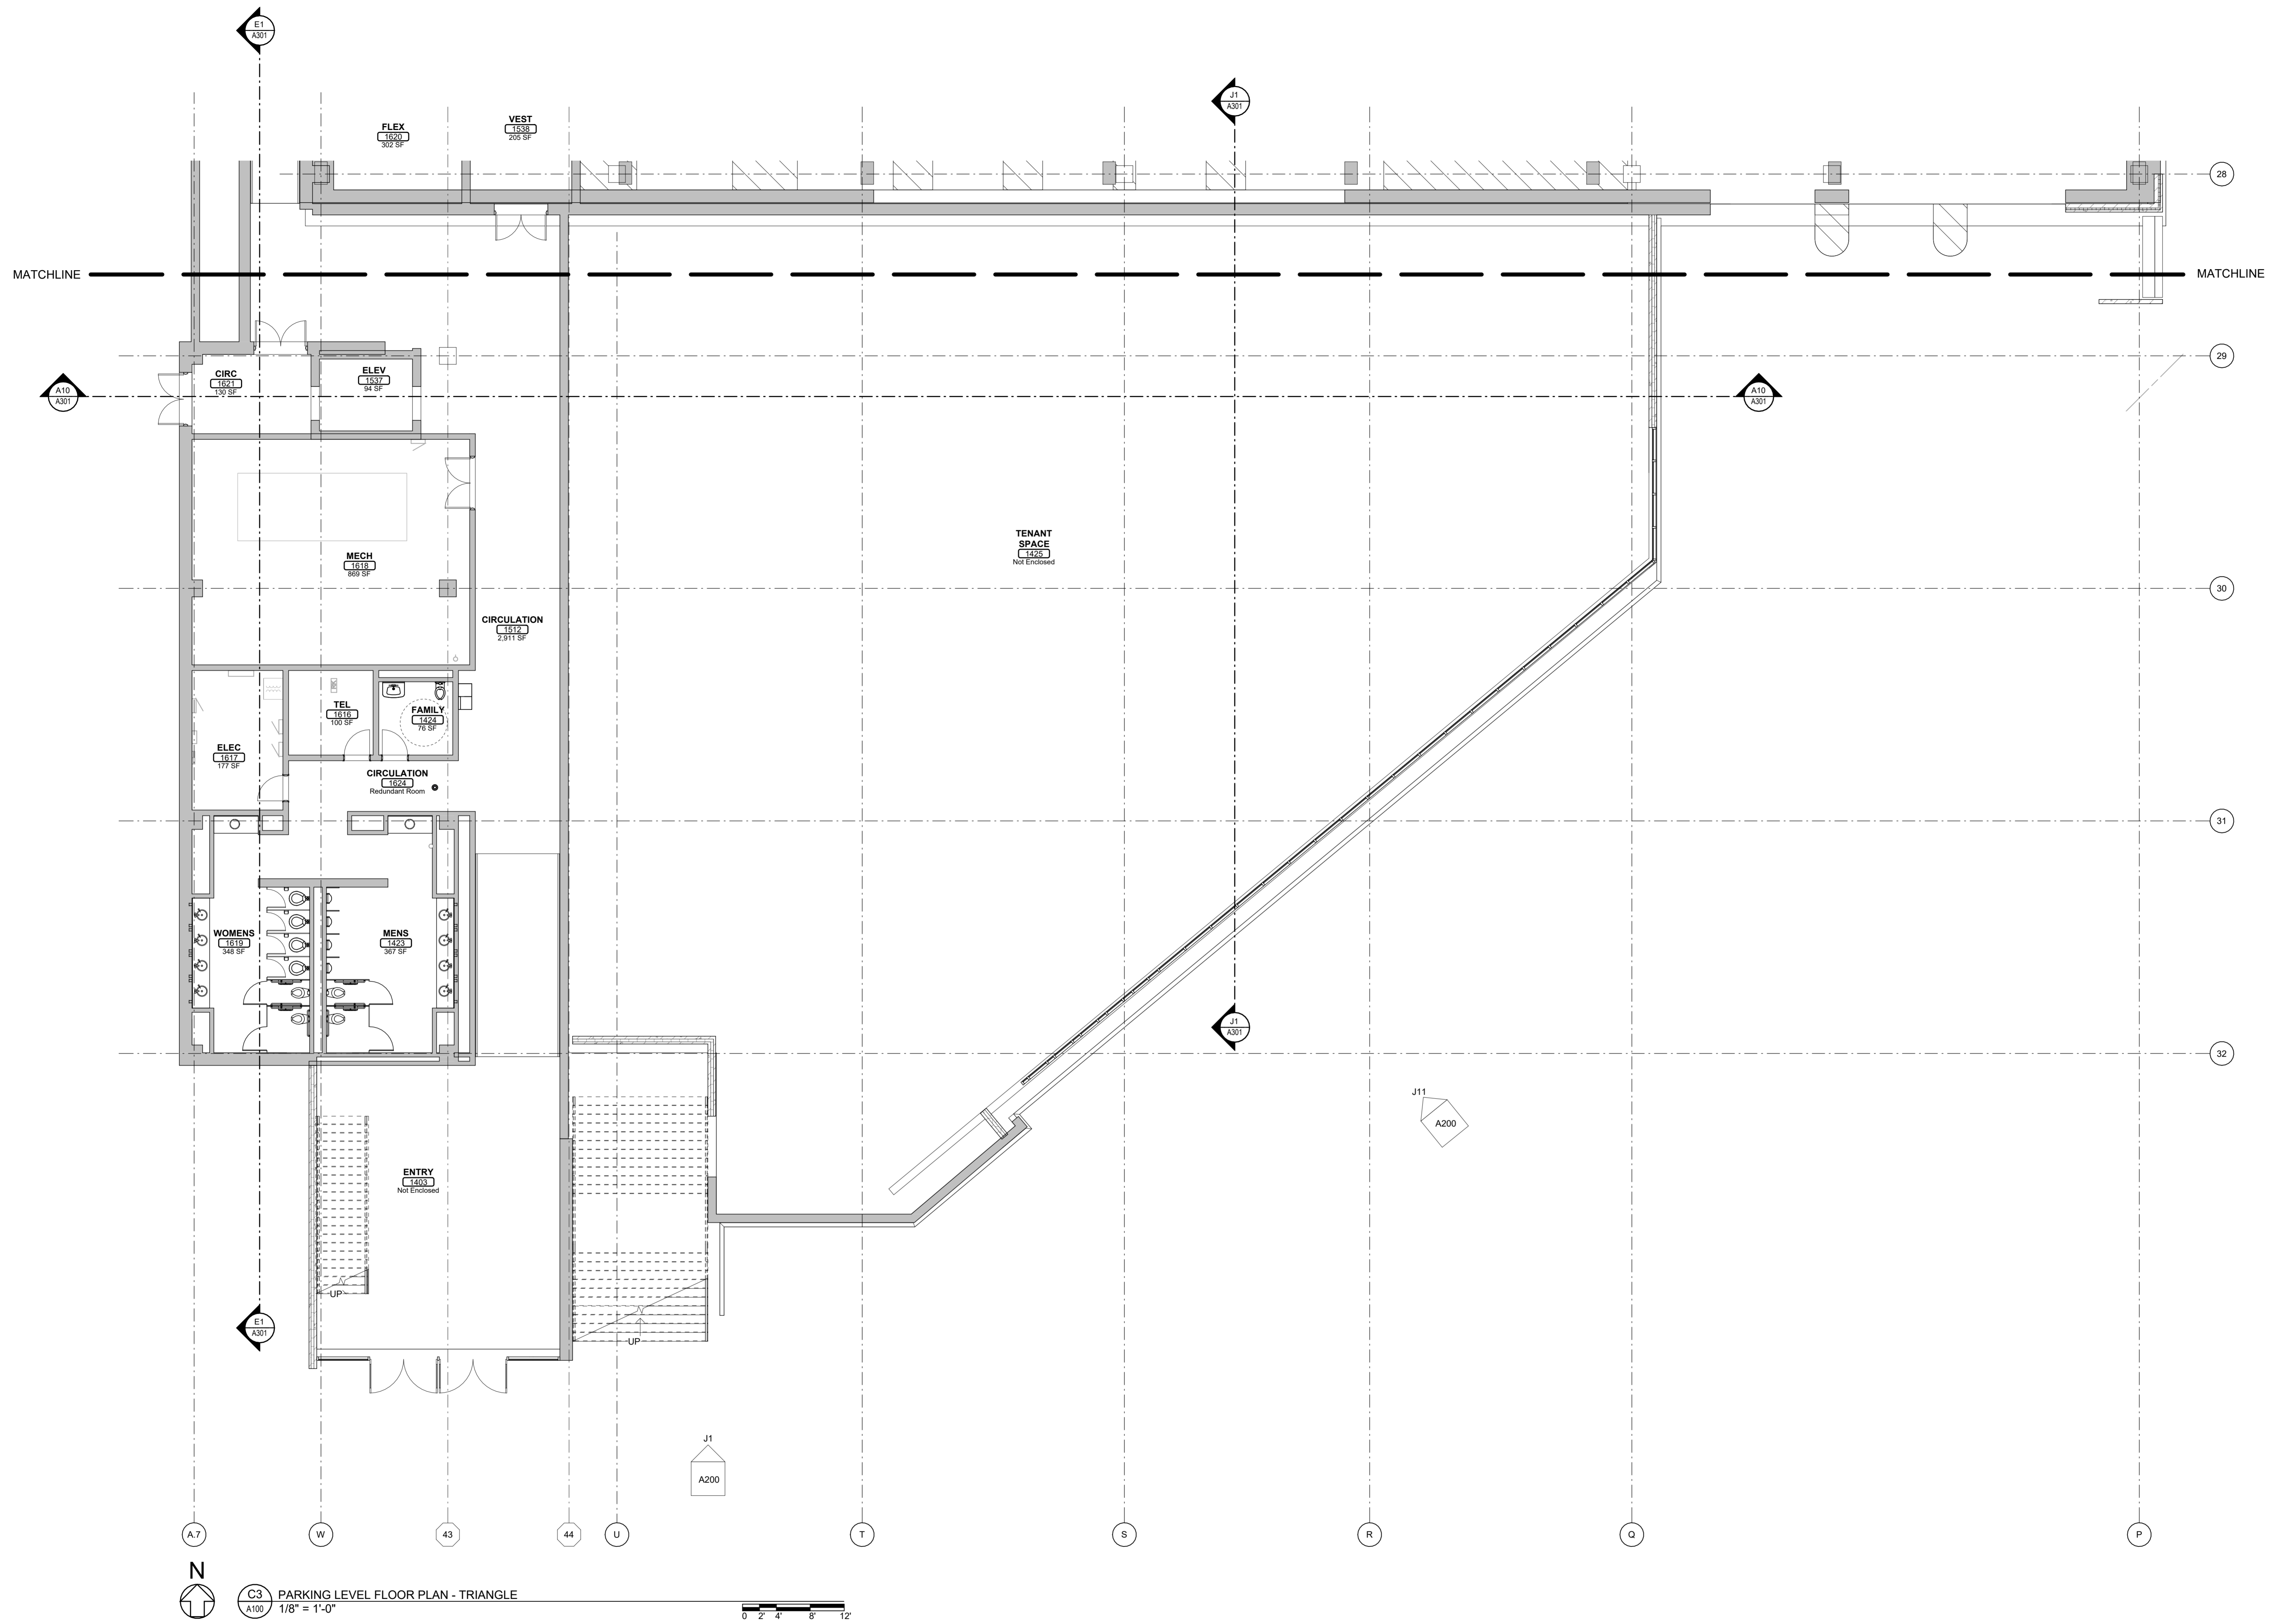 E1
A301
J1
A301
FLEX
1620
302 SF
VEST
1538
205 SF
28
MATCHLINE
MATCHLINE
29
CIRC
1621
130 SF
ELEV
1537
94 SF
A10
A301
A10
A301
TENANT
SPACE
1425
Not Enclosed
MECH
1618
869 SF
30
CIRCULATION
1512
2,911 SF
TEL
1616
100 SF
FAMILY
1424
76 SF
ELEC
1617
177 SF
CIRCULATION
1624
Redundant Room
31
WOMENS
1619
348 SF
MENS
1423
367 SF
J1
A301
32
J11
A200
ENTRY
1403
Not Enclosed
UP
E1
A301
UP
J1
A200
A.7
W
43
44
U
T
S
R
Q
P
N
C3
A100
PARKING LEVEL FLOOR PLAN - TRIANGLE
1/8" = 1'-0"
0 2' 4' 8' 12'